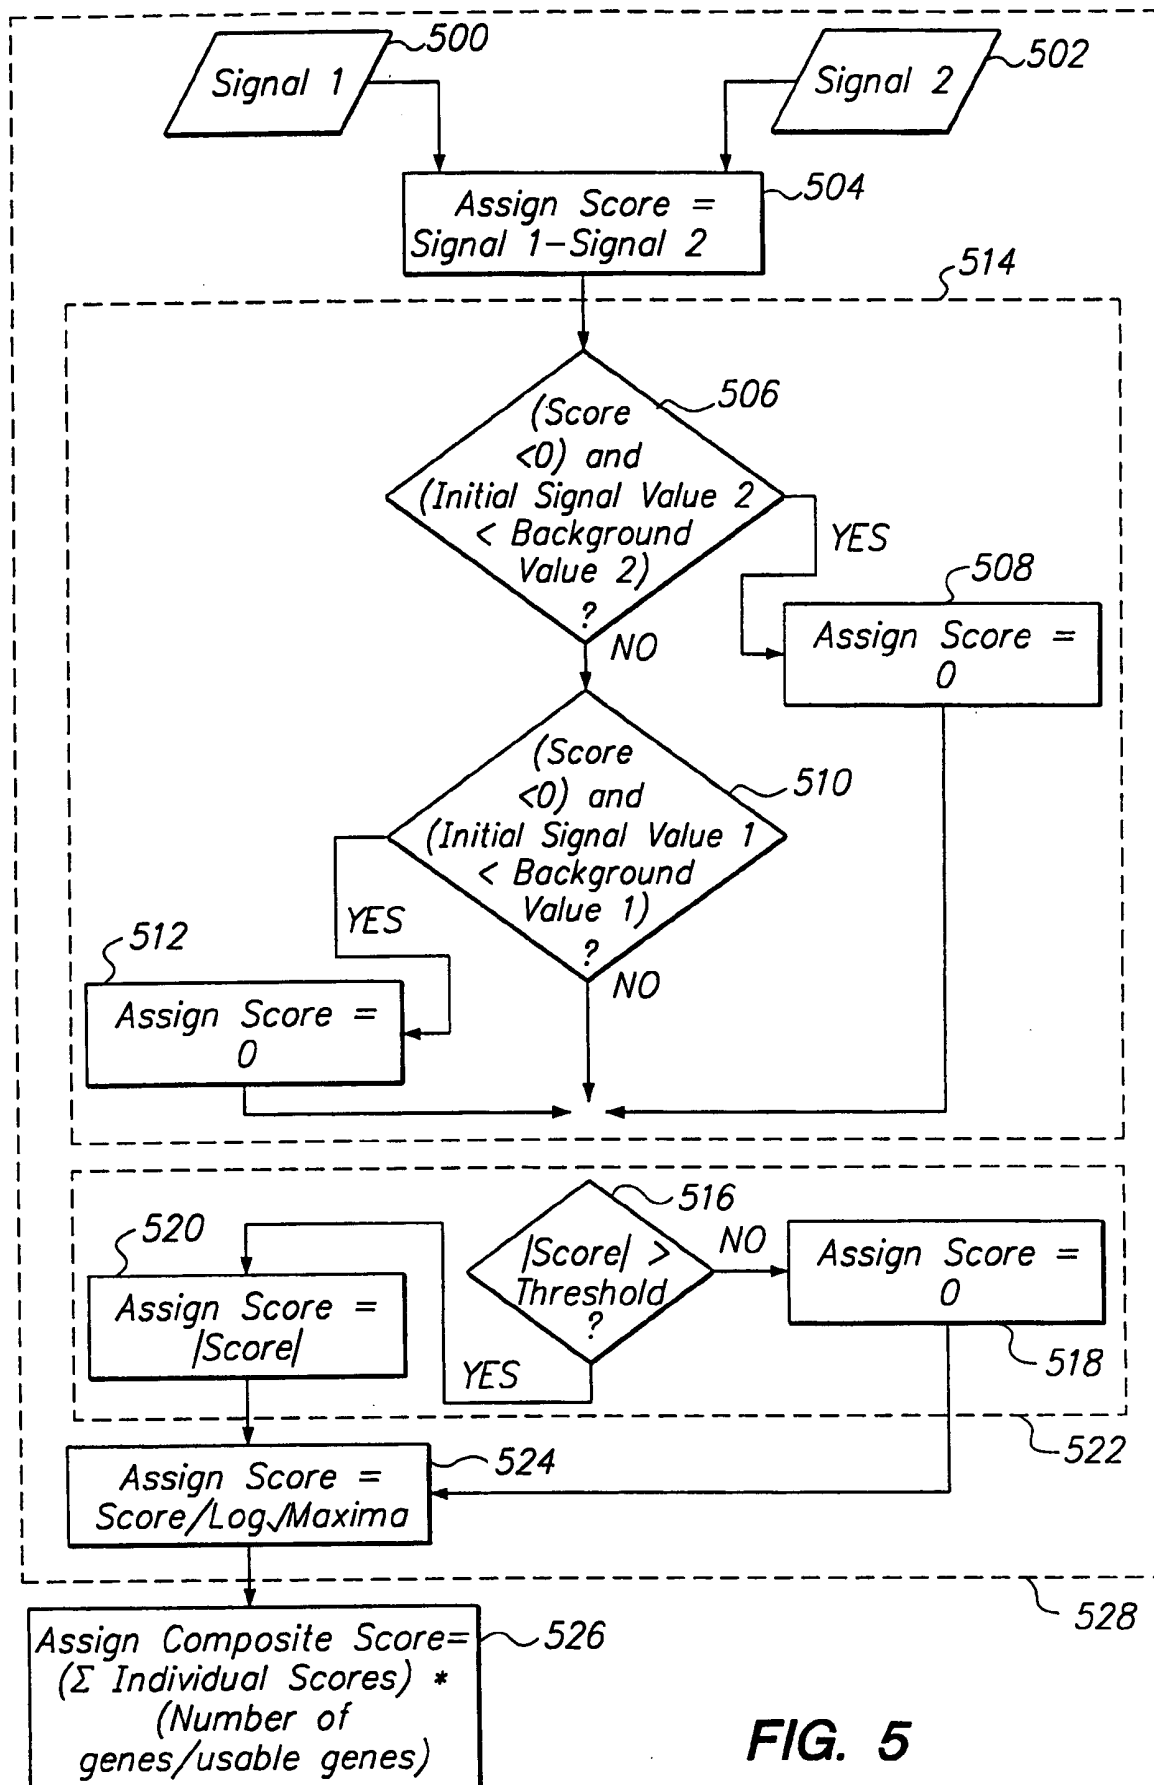 500
Signal 1
502
Signal 2
504
Assign Score =
Signal 1-Signal 2
514
506
(Score
<0) and
(Initial Signal Value 2
< Background
Value 2)
?
YES
NO
508
Assign Score =
0
510
(Score
<0) and
(Initial Signal Value 1
< Background
Value 1)
?
YES
NO
512
Assign Score =
0
516
|Score| >
Threshold
?
NO
YES
520
Assign Score =
|Score|
Assign Score =
0
518
522
524
Assign Score =
Score/Log√Maxima
528
526
Assign Composite Score=
(Σ Individual Scores) *
(Number of
genes/usable genes)
FIG. 5